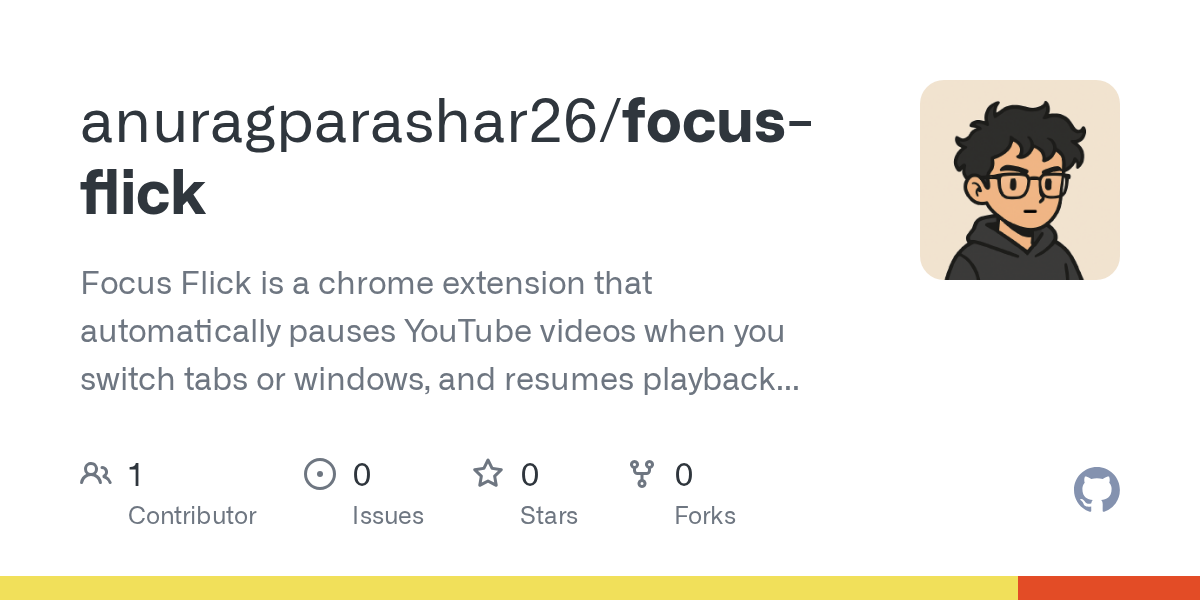 anuragparashar26/focus-
flick
Focus Flick is a chrome extension that
automatically pauses YouTube videos when you
switch tabs or windows, and resumes playback...
1 0 0 0
Contributor Issues Stars Forks